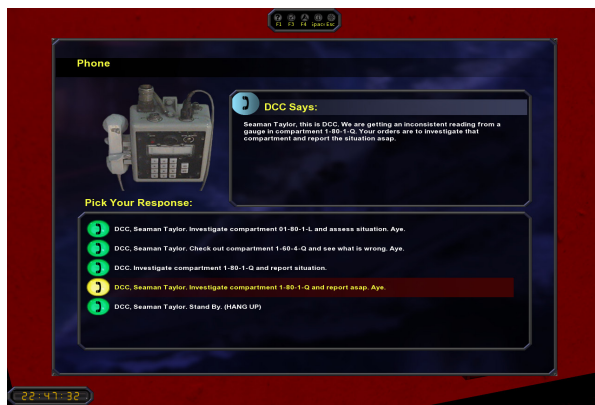 F1 F3 F4 Space Esc
Phone
DCC Says:
Seaman Taylor, this is DCC. We are getting an inconsistent reading from a
gauge in compartment 1-80-1-Q. Your orders are to investigate that
compartment and report the situation asap.
Pick Your Response:
DCC, Seaman Taylor. Investigate compartment 01-80-1-L and assess situation. Aye.
DCC, Seaman Taylor. Check out compartment 1-60-4-Q and see what is wrong. Aye.
DCC. Investigate compartment 1-80-1-Q and report situation.
DCC, Seaman Taylor. Investigate compartment 1-80-1-Q and report asap. Aye.
DCC, Seaman Taylor. Stand By. (HANG UP)
22:47:32